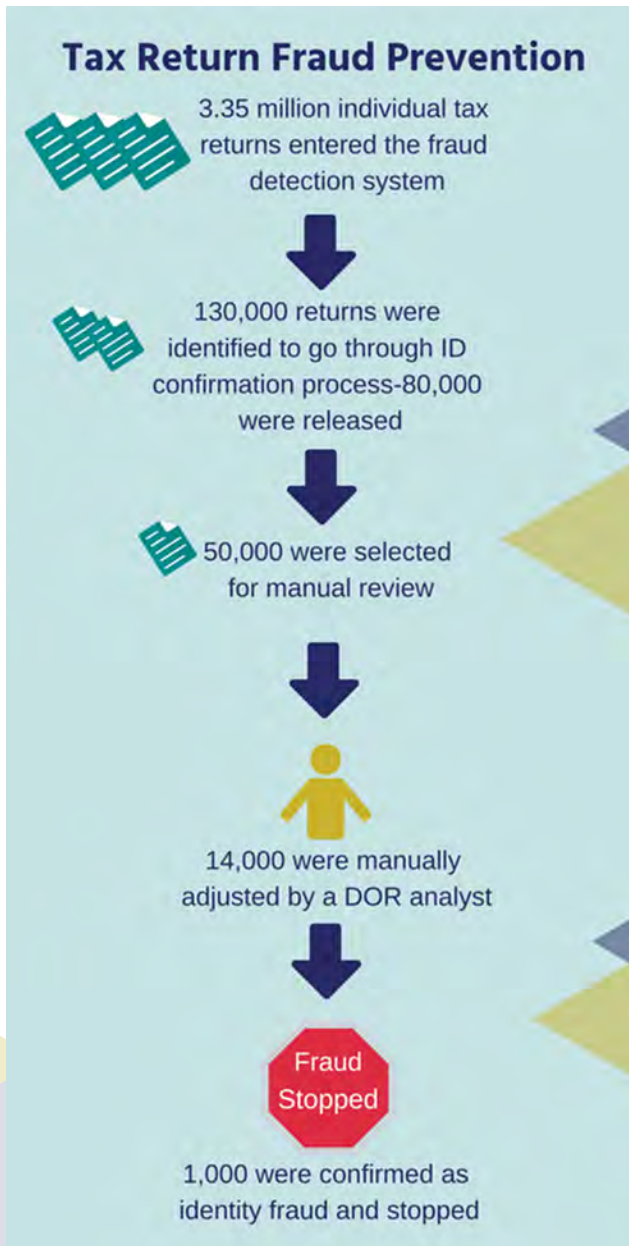 Tax Return Fraud Prevention
3.35 million individual tax
returns entered the fraud
detection system
130,000 returns were
identified to go through ID
confirmation process-80,000
were released
50,000 were selected
for manual review
14,000 were manually
adjusted by a DOR analyst
Fraud
Stopped
1,000 were confirmed as
identity fraud and stopped